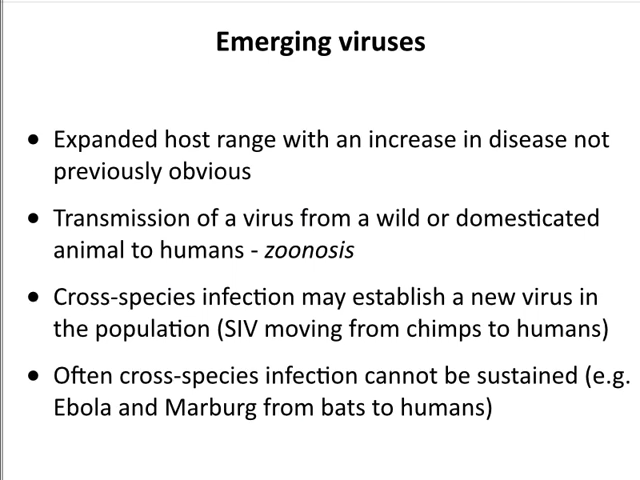 Emerging viruses
• Expanded host range with an increase in disease not
previously obvious
• Transmission of a virus from a wild or domesticated
animal to humans - zoonosis
• Cross-species infection may establish a new virus in
the population (SIV moving from chimps to humans)
• Often cross-species infection cannot be sustained (e.g.
Ebola and Marburg from bats to humans)